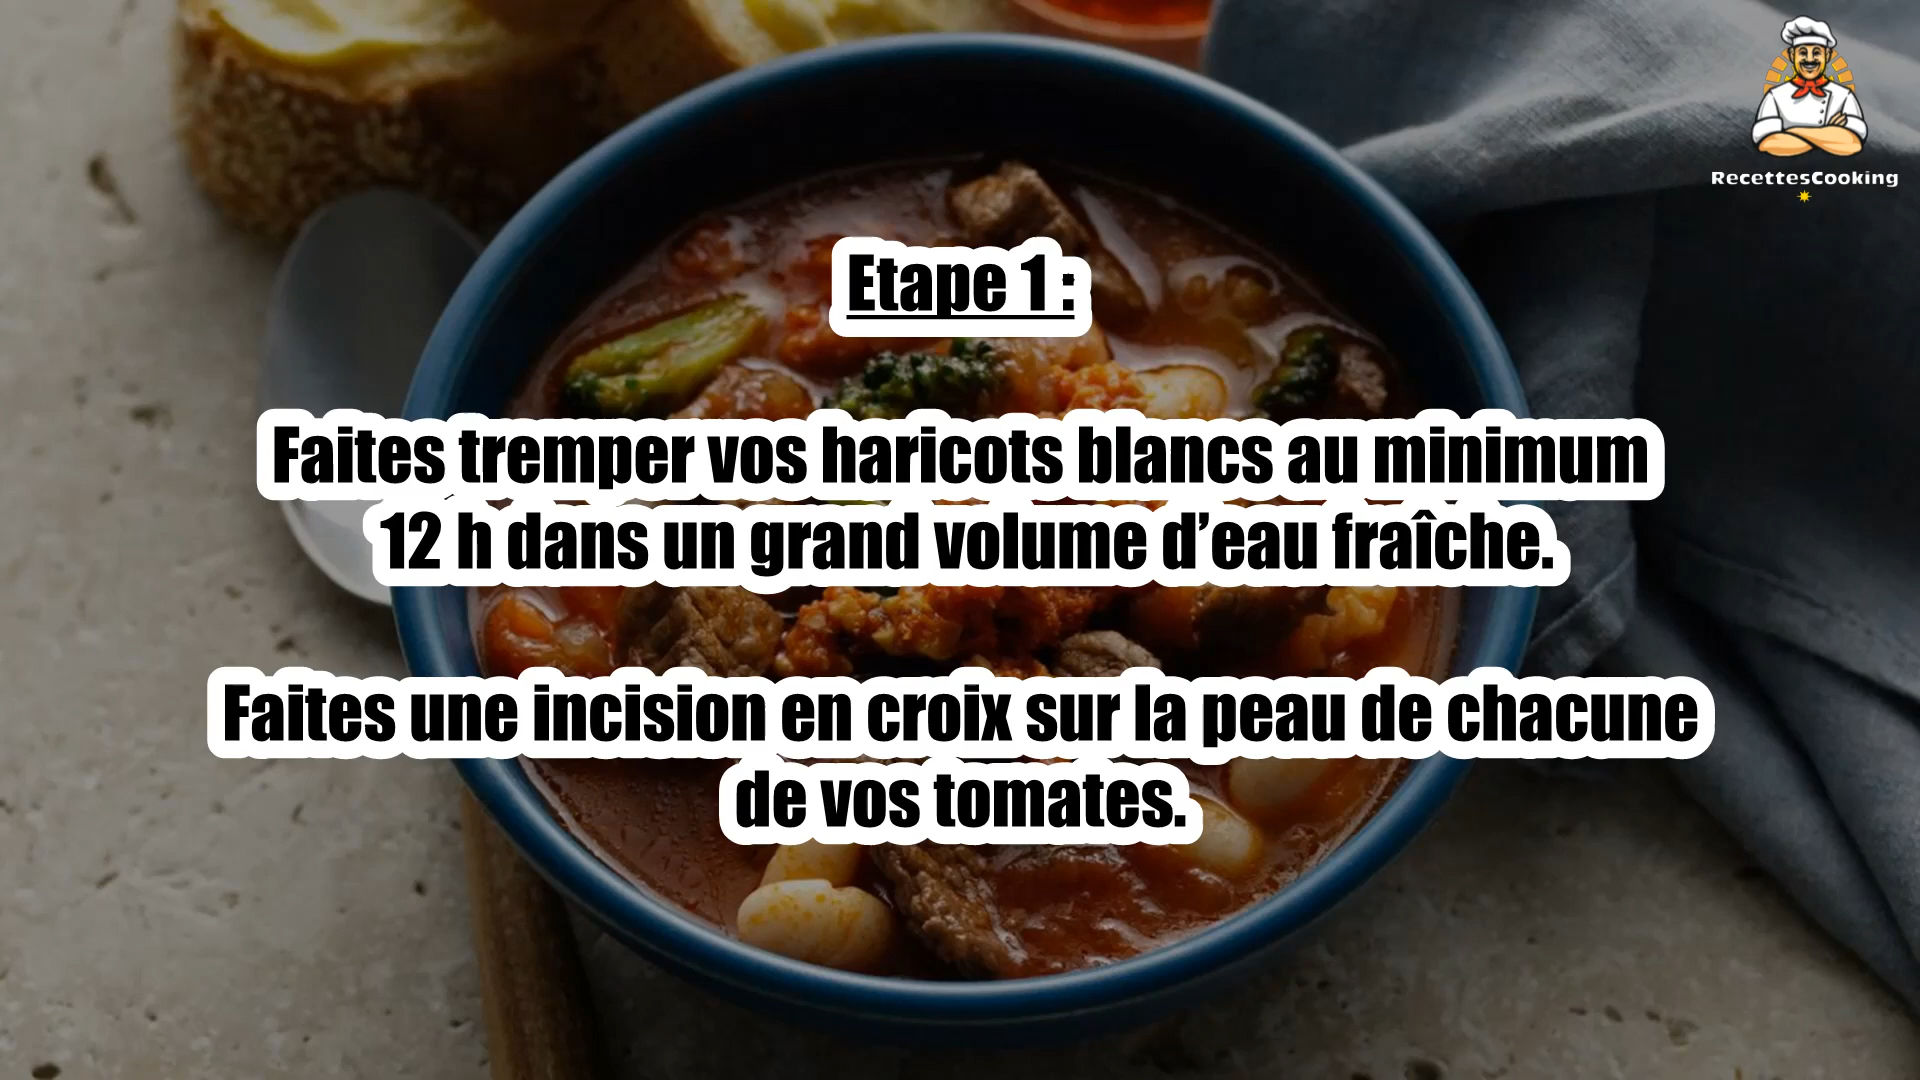 RecettesCooking
Etape 1 :
Faites tremper vos haricots blancs au minimum
12 h dans un grand volume d’eau fraîche.
Faites une incision en croix sur la peau de chacune
de vos tomates.